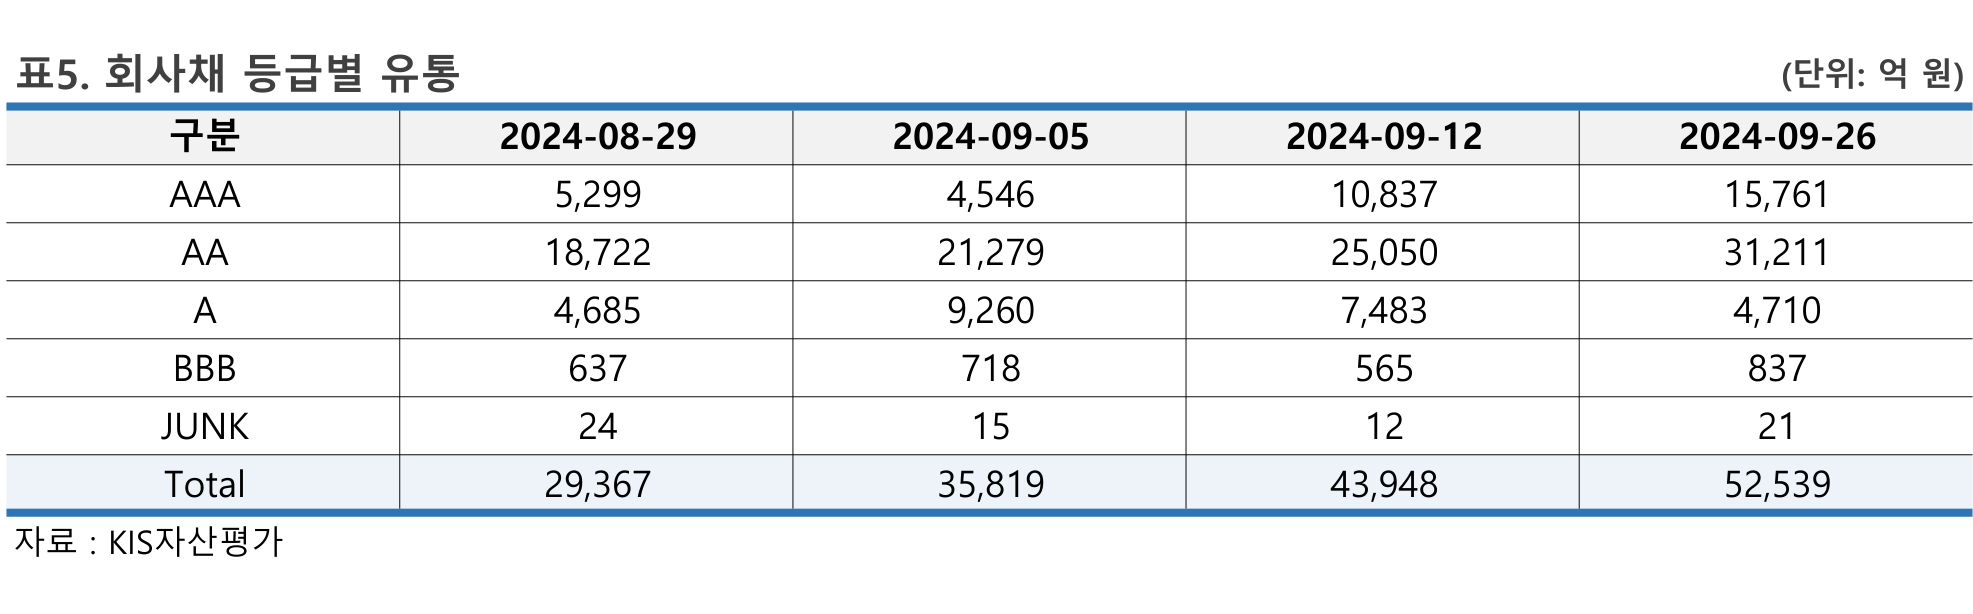 표5. 회사채 등급별 유통 (단위: 억 원)
구분 2024-08-29 2024-09-05 2024-09-12 2024-09-26
AAA 5,299 4,546 10,837 15,761
AA 18,722 21,279 25,050 31,211
A 4,685 9,260 7,483 4,710
BBB 637 718 565 837
JUNK 24 15 12 21
Total 29,367 35,819 43,948 52,539
자료 : KIS자산평가